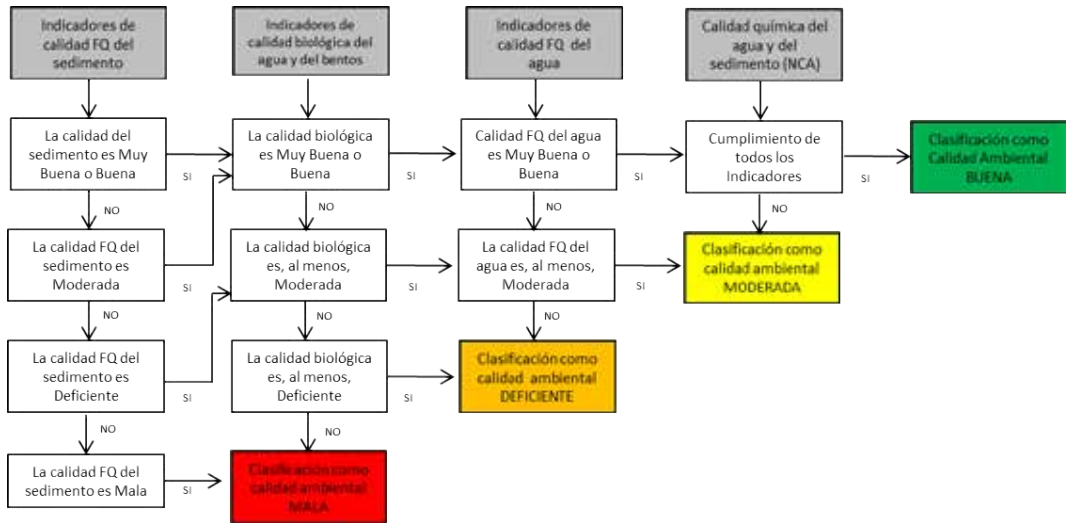 Indicadores de
calidad FQ del
sedimento
Indicadores de
calidad biológica del
agua y del bentos
Indicadores de
calidad FQ del
agua
Calidad química del
agua y del
sedimento (NCA)
La calidad del
sedimento es Muy
Buena o Buena
SI
La calidad biológica
es Muy Buena o
Buena
SI
Calidad FQ del agua
es Muy Buena o
Buena
SI
Cumplimiento de
todos los
Indicadores
SI
Clasificación como
Calidad Ambiental
BUENA
NO
NO
NO
NO
La calidad FQ del
sedimento es
Moderada
SI
La calidad biológica
es, al menos,
Moderada
SI
La calidad FQ del
agua es, al menos,
Moderada
SI
Clasificación como
calidad ambiental
MODERADA
NO
NO
NO
La calidad FQ del
sedimento es
Deficiente
SI
La calidad biológica
es, al menos,
Deficiente
SI
Clasificación como
calidad ambiental
DEFICIENTE
NO
NO
La calidad FQ del
sedimento es Mala
SI
Clasificación como
calidad ambiental
MALA